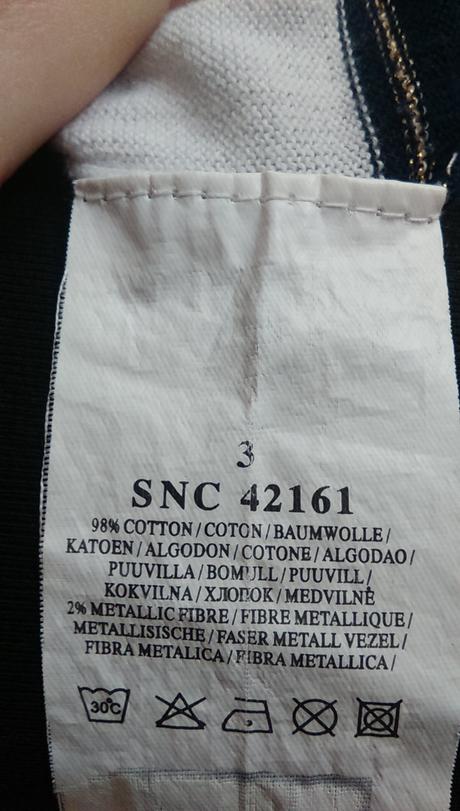 3
SNC 42161
98% COTTON/COTON/BAUMWOLLE/
KATOEN/ALGODON/COTONE/ALGODAO/
PUUVILLA/BOMULL/PUUVILL/
KOKVILNA/ХЛОПОК/MEDVILNĖ
2% METALLIC FIBRE/FIBRE METALLIQUE/
METALLISISCHE/FASER METALL VEZEL/
FIBRA METALICA/FIBRA METALLICA/
30°C